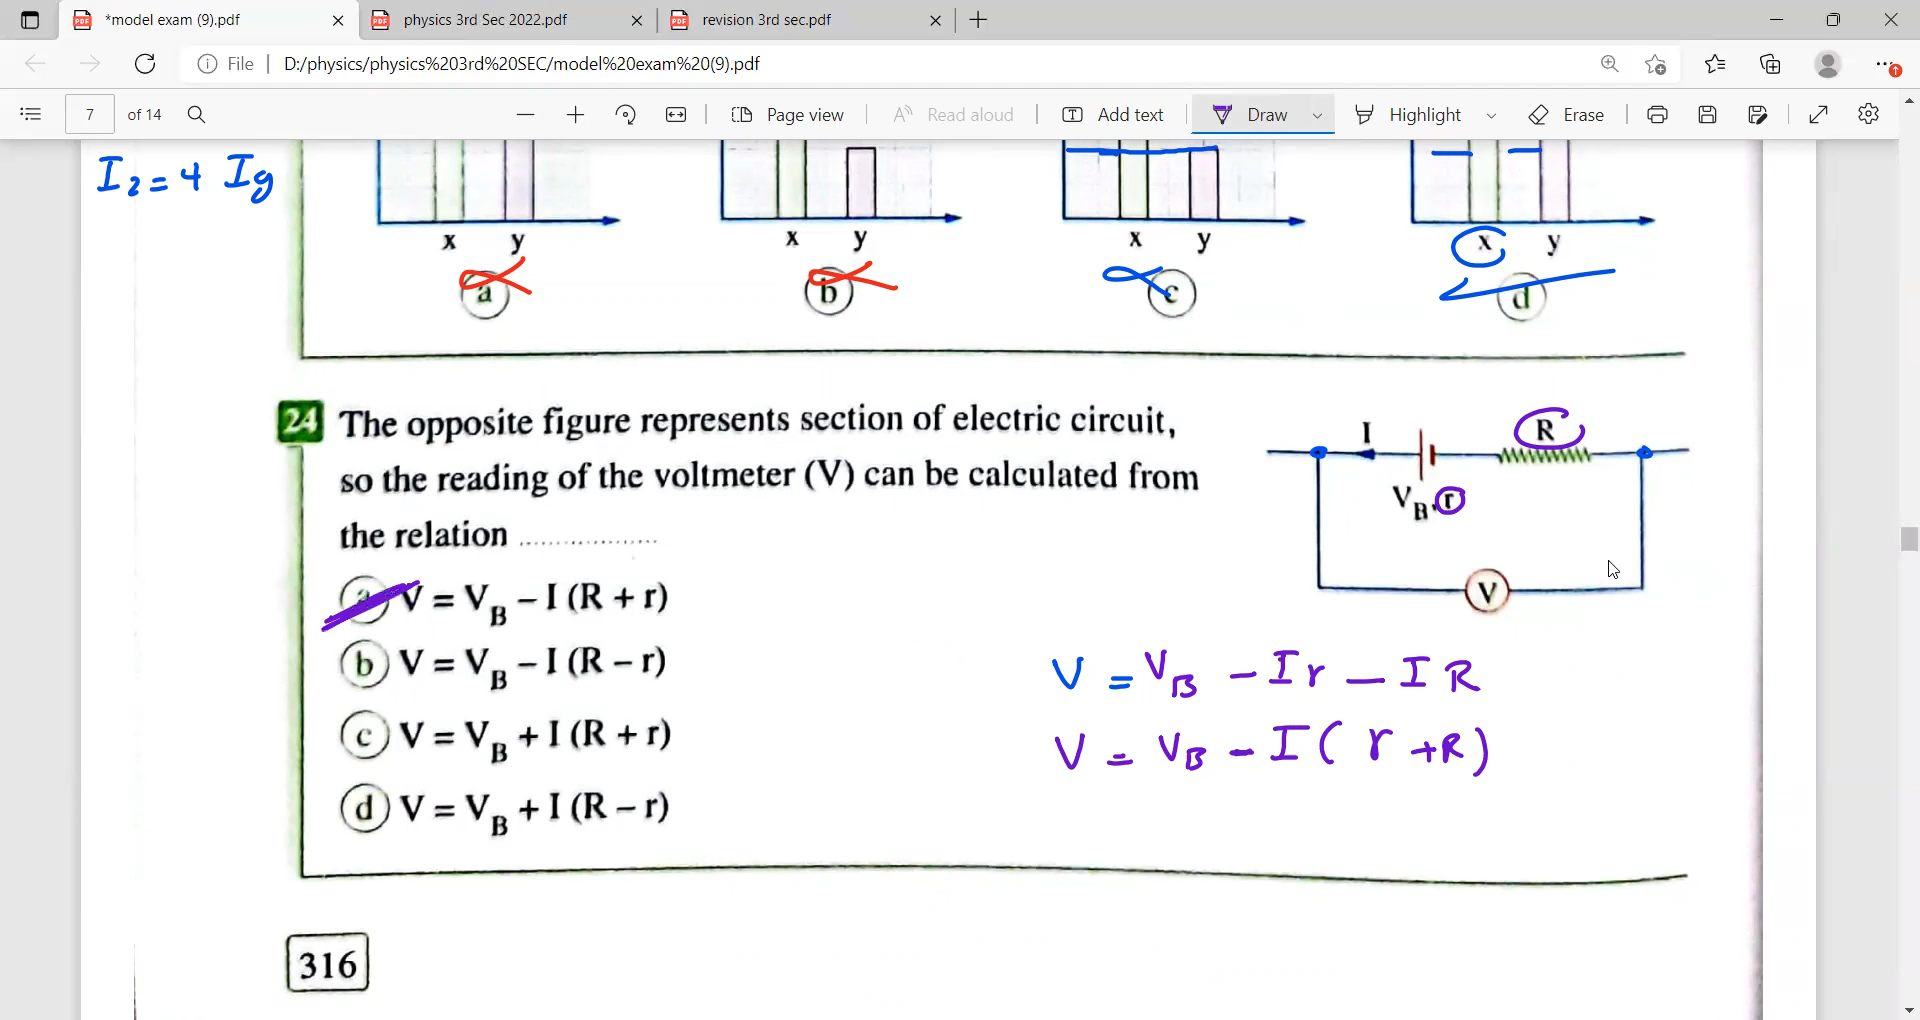 *model exam (9).pdf
physics 3rd Sec 2022.pdf
revision 3rd sec.pdf
File
D:/physics/physics%203rd%20SEC/model%20exam%20(9).pdf
7 of 14
Page view
Read aloud
Add text
Draw
Highlight
Erase
I2 = 4 Ig
x y
x y
x y
x y
a
b
c
d
24 The opposite figure represents section of electric circuit,
so the reading of the voltmeter (V) can be calculated from
the relation ..................
a V = VB – I (R + r)
b V = VB – I (R – r)
c V = VB + I (R + r)
d V = VB + I (R – r)
I
R
VB, r
V
V = VB – Ir – IR
V = VB – I( r + R)
316